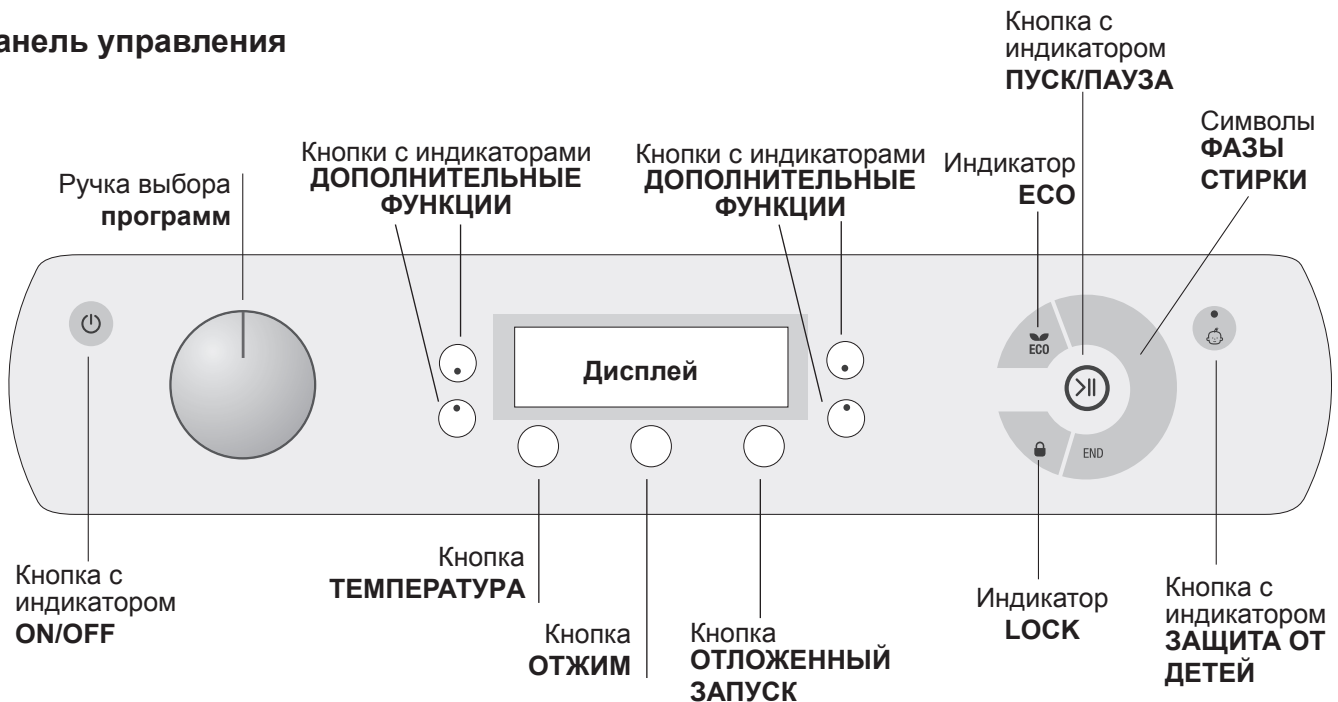 анель управления
Кнопка с
индикатором
ПУСК/ПАУЗА
Символы
ФАЗЫ
СТИРКИ
Кнопки с индикаторами
ДОПОЛНИТЕЛЬНЫЕ
ФУНКЦИИ
Кнопки с индикаторами
ДОПОЛНИТЕЛЬНЫЕ
ФУНКЦИИ
Индикатор
ECO
Ручка выбора
программ
ECO
Дисплей
END
Кнопка с
индикатором
ON/OFF
Кнопка
ТЕМПЕРАТУРА
Кнопка
ОТЖИМ
Кнопка
ОТЛОЖЕННЫЙ
ЗАПУСК
Индикатор
LOCK
Кнопка с
индикатором
ЗАЩИТА ОТ
ДЕТЕЙ